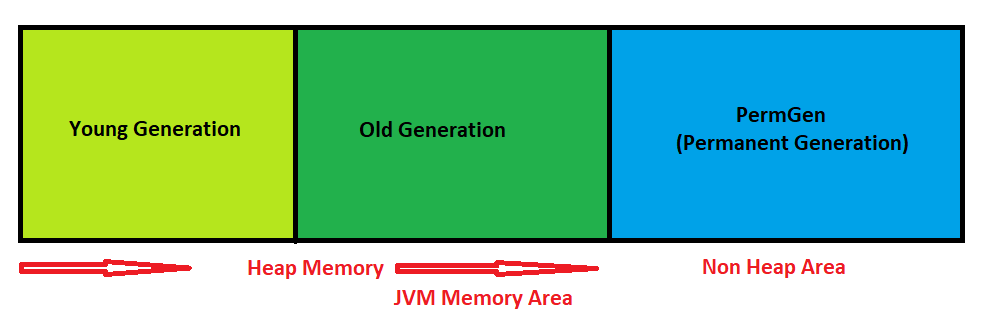 Young Generation
Old Generation
PermGen
(Permanent Generation)
Heap Memory
Non Heap Area
JVM Memory Area